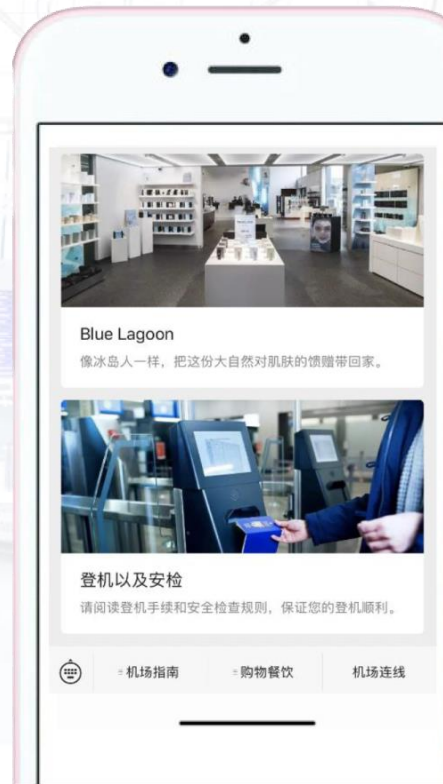 Blue Lagoon
像冰岛人一样，把这份大自然对肌肤的馈赠带回家。
登机以及安检
请阅读登机手续和安全检查规则，保证您的登机顺利。
机场指南 购物餐饮 机场连线